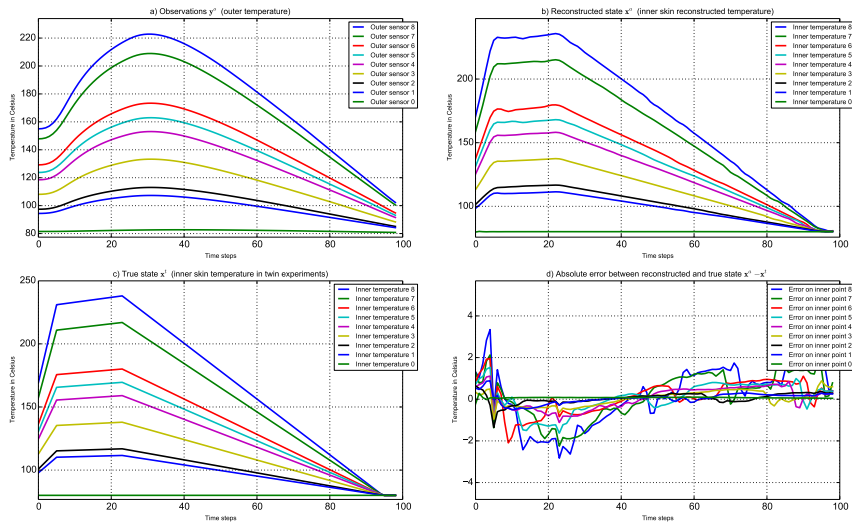 a) Observations yᵒ (outer temperature)
Temperature in Celsius
220
200
180
160
140
120
100
80
0
20
40
60
80
100
Time steps
Outer sensor 8
Outer sensor 7
Outer sensor 6
Outer sensor 5
Outer sensor 4
Outer sensor 3
Outer sensor 2
Outer sensor 1
Outer sensor 0
b) Reconstructed state xᵃ (inner skin reconstructed temperature)
Temperature in Celsius
200
150
100
0
20
40
60
80
100
Time steps
Inner temperature 8
Inner temperature 7
Inner temperature 6
Inner temperature 5
Inner temperature 4
Inner temperature 3
Inner temperature 2
Inner temperature 1
Inner temperature 0
c) True state xᵗ (inner skin temperature in twin experiments)
Temperature in Celsius
250
200
150
100
0
20
40
60
80
100
Time steps
Inner temperature 8
Inner temperature 7
Inner temperature 6
Inner temperature 5
Inner temperature 4
Inner temperature 3
Inner temperature 2
Inner temperature 1
Inner temperature 0
d) Absolute error between reconstructed and true state xᵃ −xᵗ
Temperature in Celsius
4
2
0
−2
−4
0
20
40
60
80
100
Time steps
Error on inner point 8
Error on inner point 7
Error on inner point 6
Error on inner point 5
Error on inner point 4
Error on inner point 3
Error on inner point 2
Error on inner point 1
Error on inner point 0